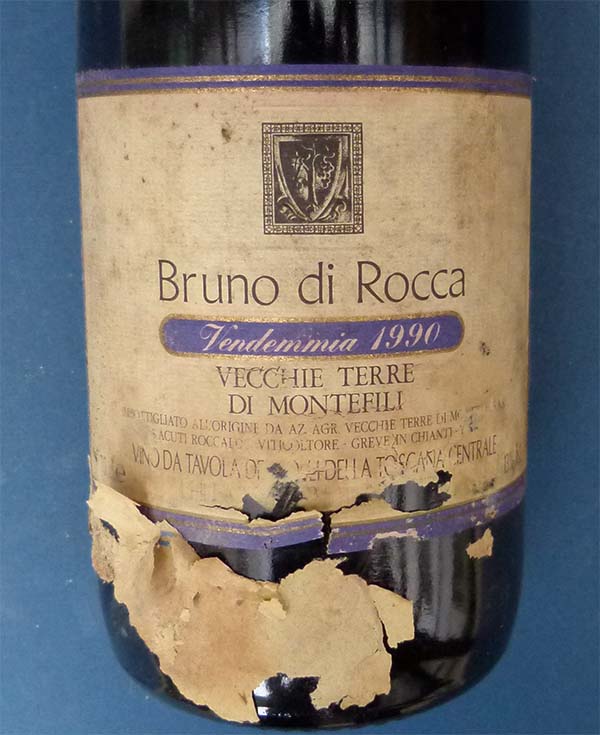 Bruno di Rocca
Vendemmia 1990
VECCHIE TERRE
DI MONTEFILI
ALL'ORIGINE DA AZ. AGR. VECCHIE TERRE DI
ACUTI ROCCALDO VITICOLTORE - GREVE IN CHIANTI -
VINO DA TAVOLA DELLA TOSCANA CENTRALE